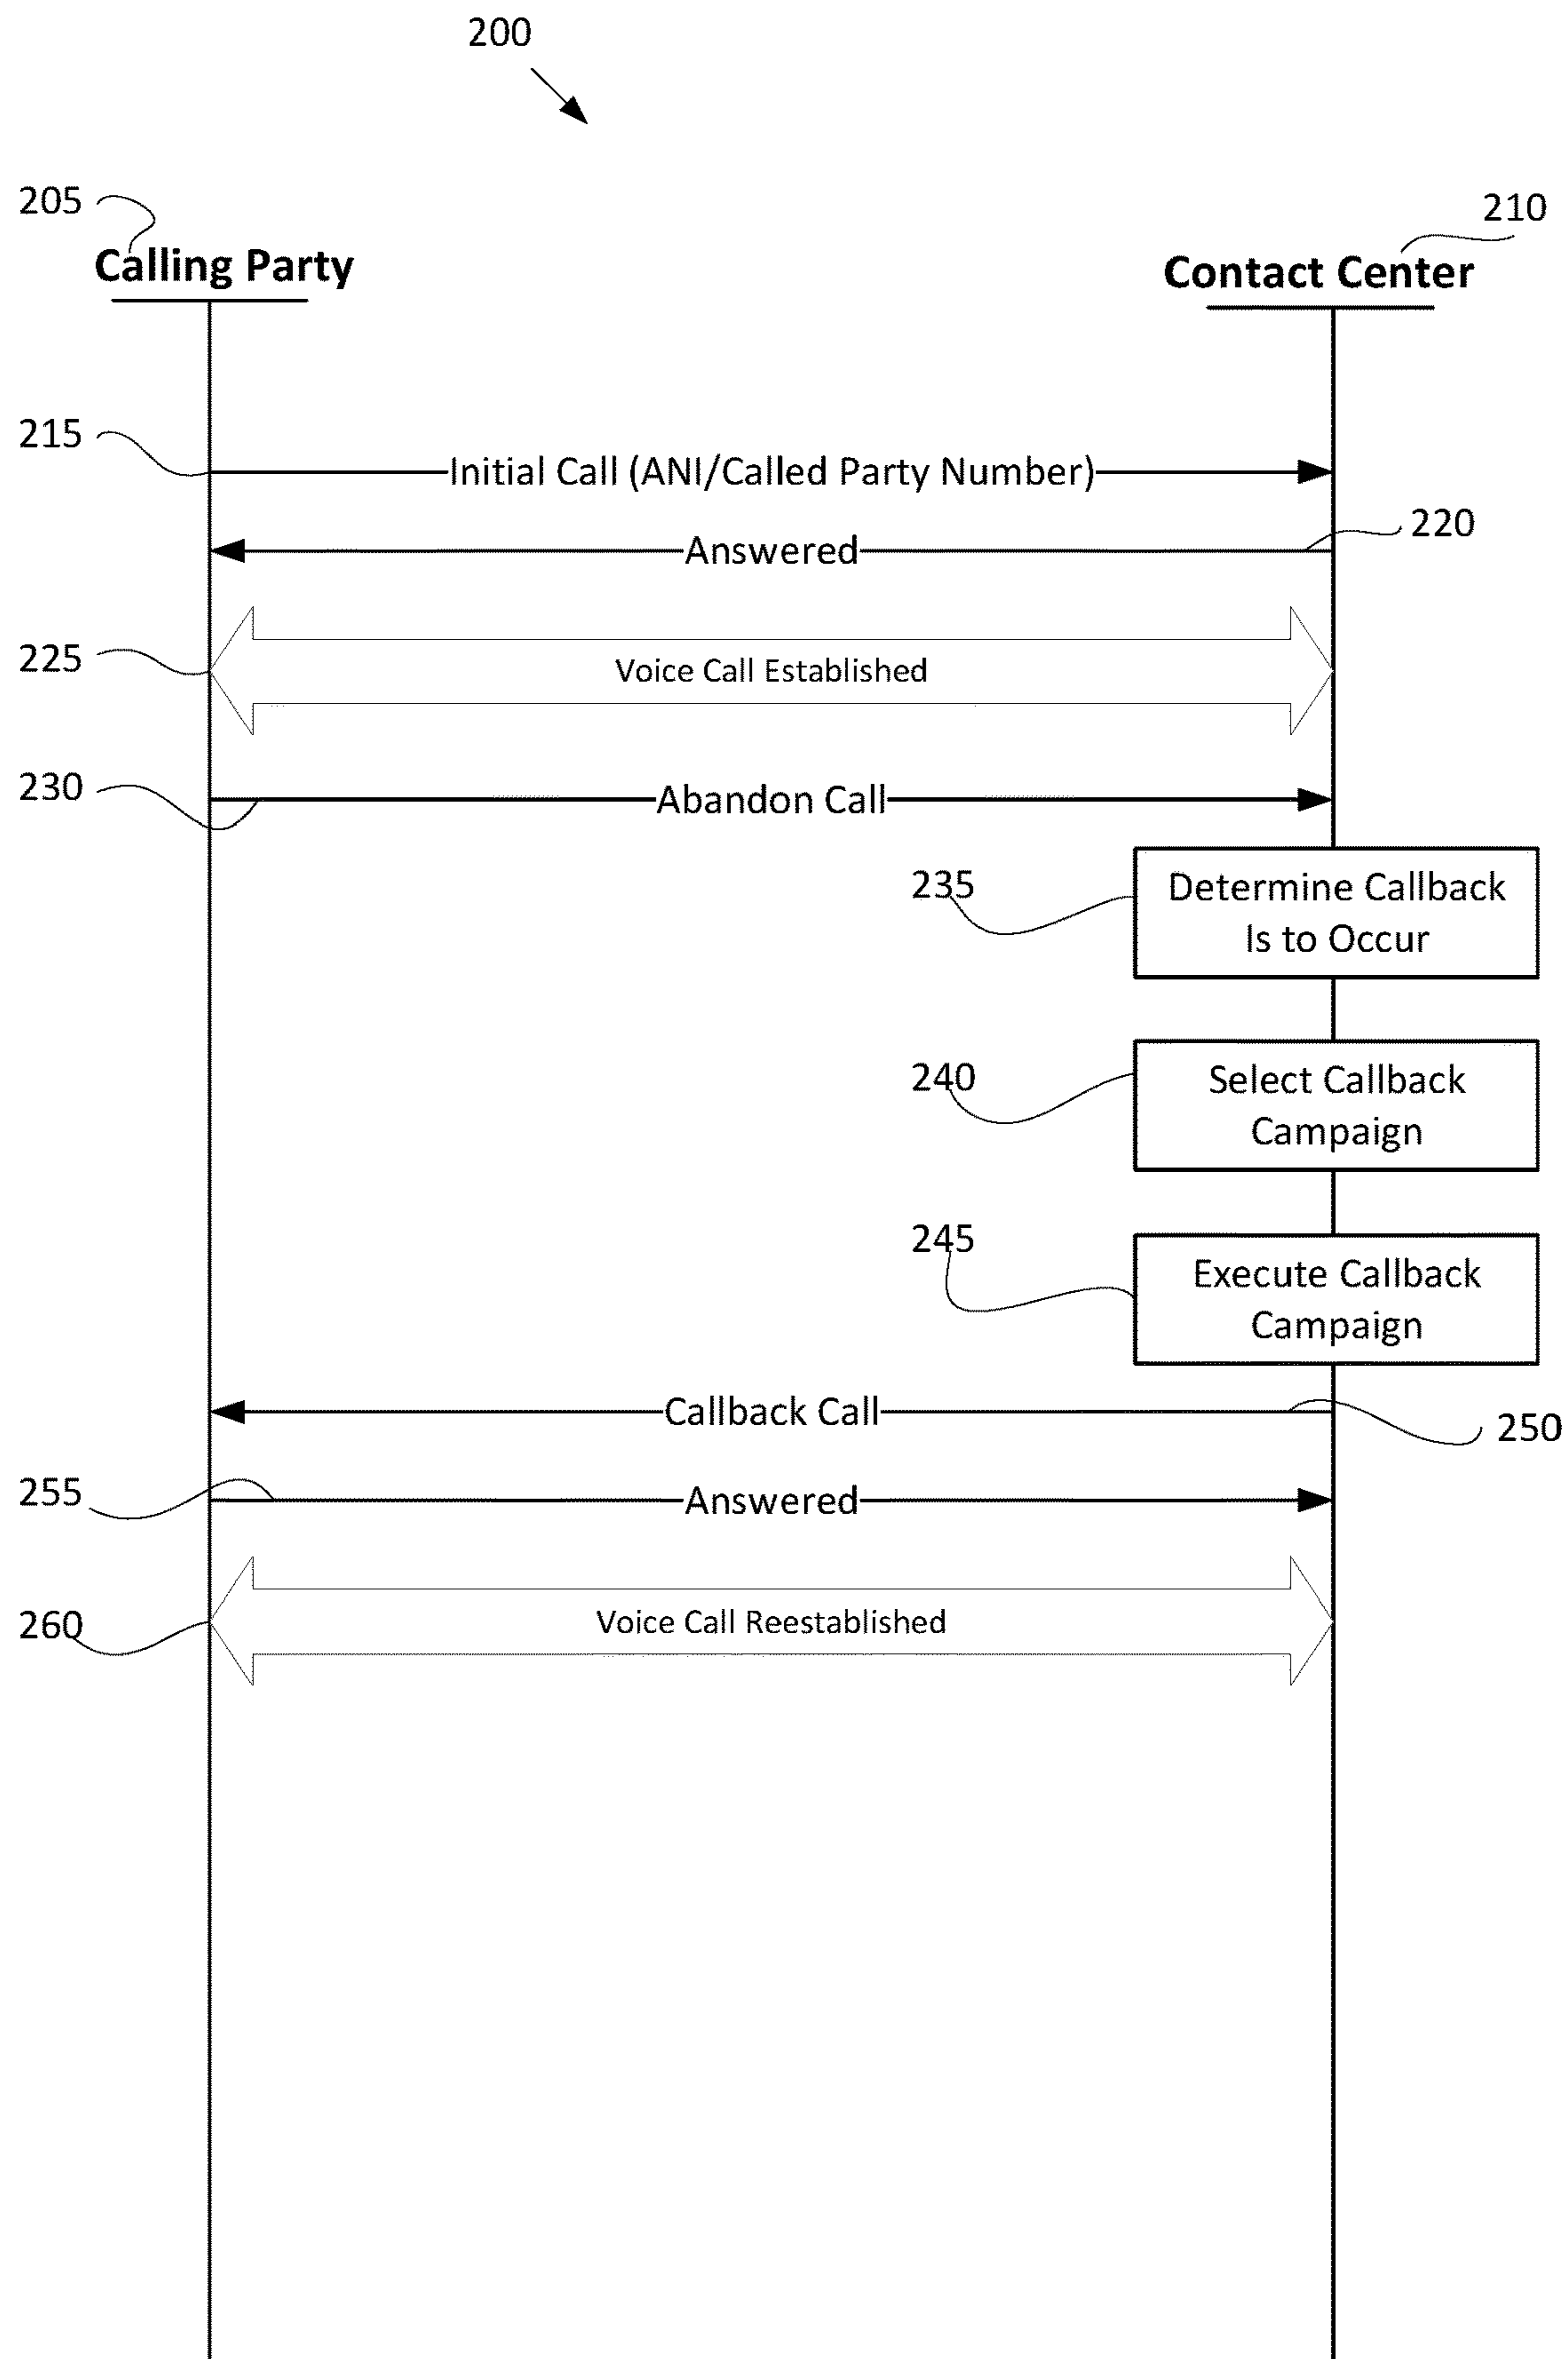 200
205
210
Calling Party
Contact Center
215
Initial Call (ANI/Called Party Number)
220
Answered
225
Voice Call Established
230
Abandon Call
235
Determine Callback
Is to Occur
240
Select Callback
Campaign
245
Execute Callback
Campaign
Callback Call
250
255
Answered
260
Voice Call Reestablished